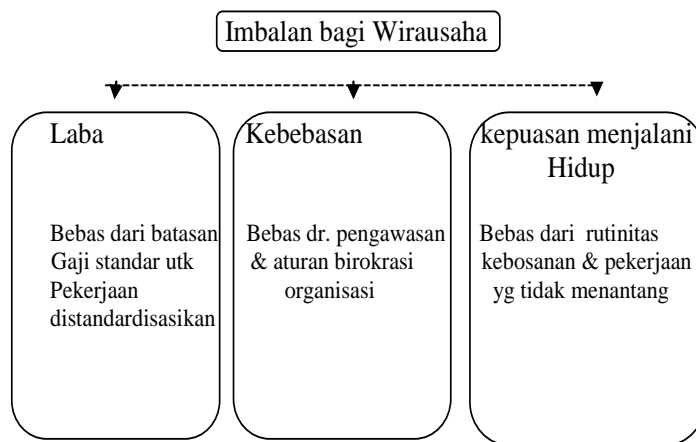 Imbalan bagi Wirausaha
Laba
Bebas dari batasan
Gaji standar utk
Pekerjaan
distandardisasikan
Kebebasan
Bebas dr. pengawasan
& aturan birokrasi
organisasi
kepuasan menjalani
Hidup
Bebas dari rutinitas
kebosanan & pekerjaan
yg tidak menantang